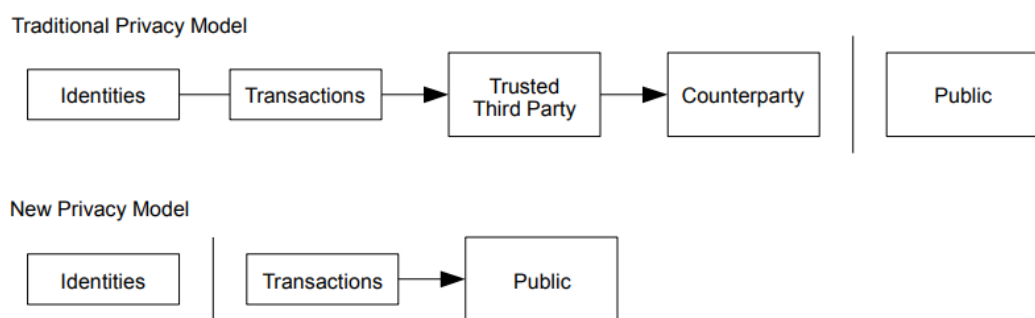 Traditional Privacy Model
Identities
Transactions
Trusted
Third Party
Counterparty
Public
New Privacy Model
Identities
Transactions
Public